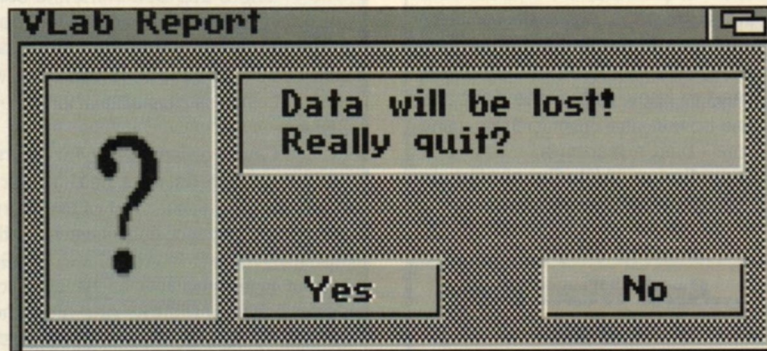 VLab Report
Data will be lost!
Really quit?
?
Yes
No